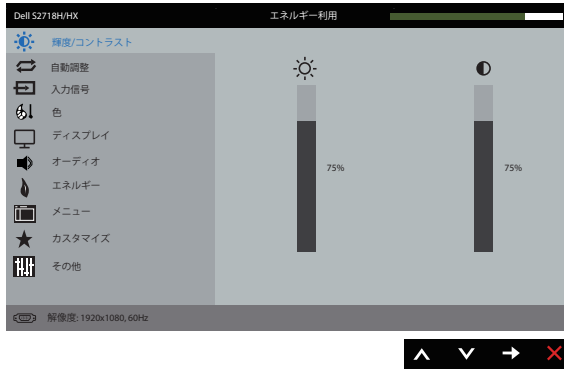 Dell S2718H/HX
エネルギー利用
輝度/コントラスト
自動調整
入力信号
色
ディスプレイ
オーディオ
エネルギー
メニュー
カスタマイズ
その他
75%
75%
解像度: 1920x1080, 60Hz